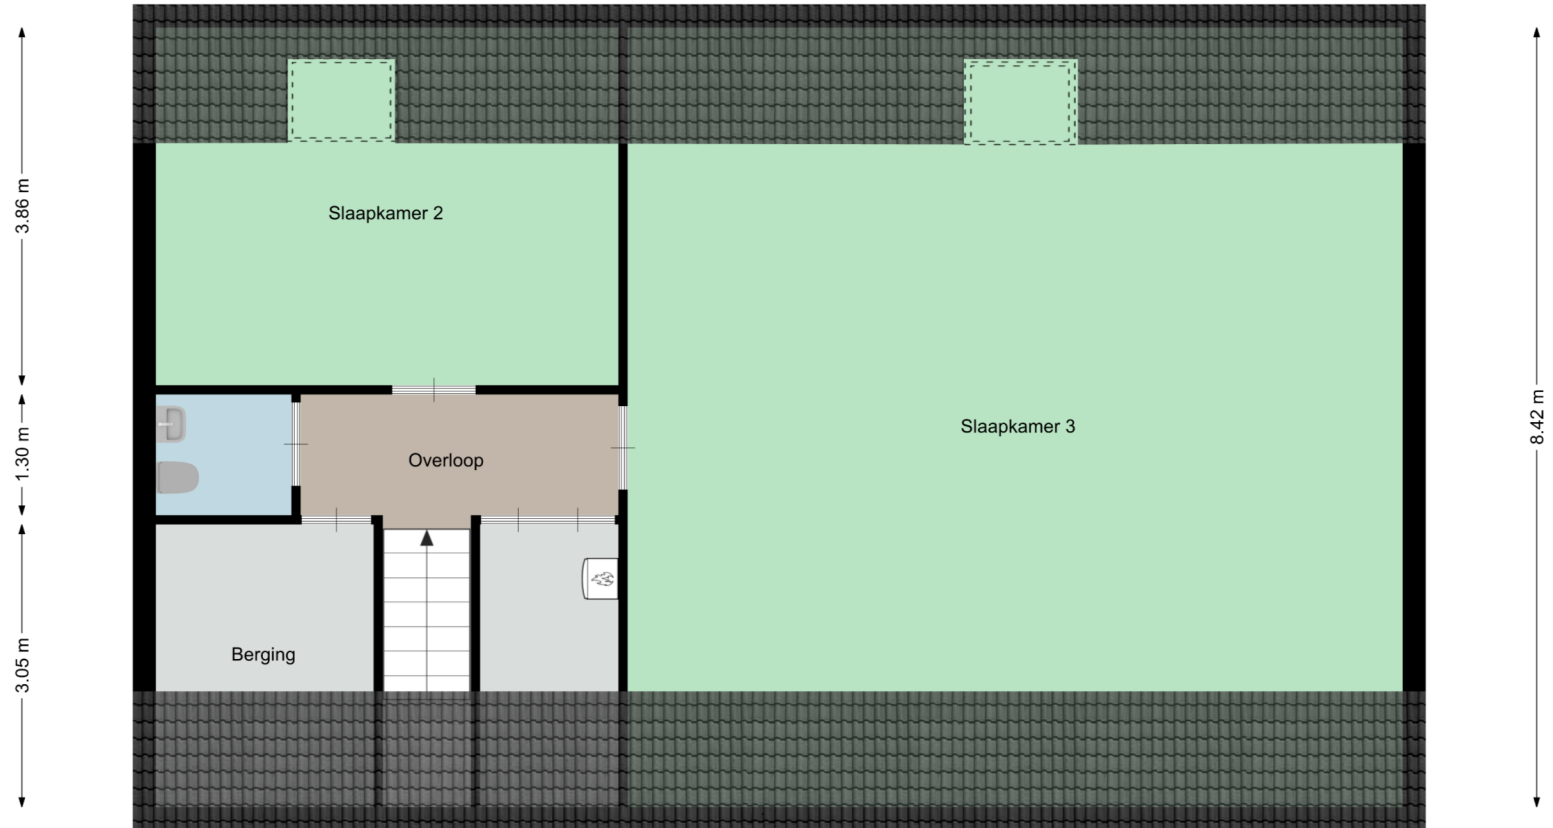 3.86 m
Slaapkamer 2
8.42 m
Slaapkamer 3
1.30 m
Overloop
3.05 m
Berging